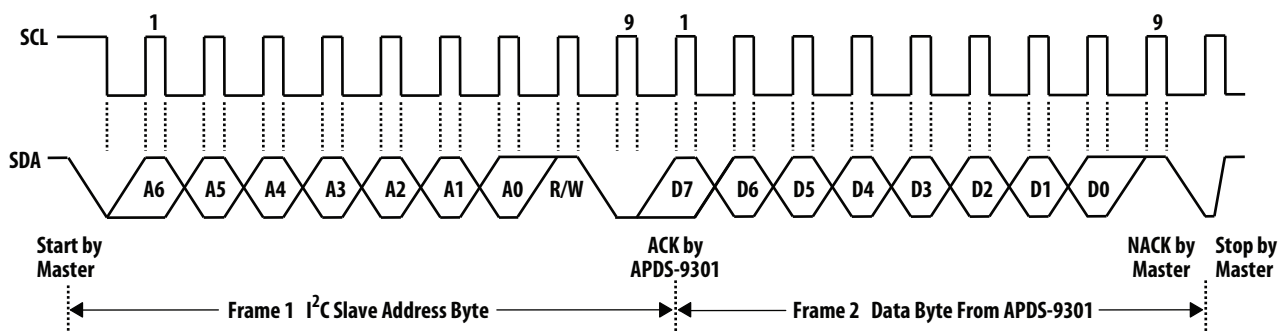 1 9 1 9
SCL
SDA A6 A5 A4 A3 A2 A1 A0 R/W D7 D6 D5 D4 D3 D2 D1 D0
Start by
Master
ACK by
APDS-9301
NACK by
Master
Stop by
Master
Frame 1 I²C Slave Address Byte
Frame 2 Data Byte From APDS-9301